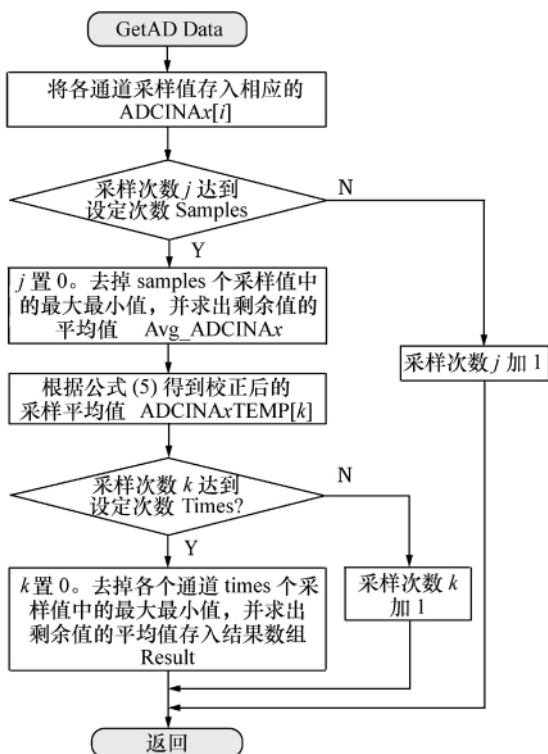 GetAD Data
将各通道采样值存入相应的
ADCINAx[i]
采样次数 j 达到
设定次数 Samples
N
Y
j 置 0。去掉 samples 个采样值中
的最大最小值，并求出剩余值的
平均值 Avg_ADCINAx
采样次数 j 加 1
根据公式 (5) 得到校正后的
采样平均值 ADCINAxTEMP[k]
采样次数 k 达到
设定次数 Times?
N
Y
k 置 0。去掉各个通道 times 个采
样值中的最大最小值，并求出
剩余值的平均值存入结果数组
Result
采样次数 k
加 1
返回